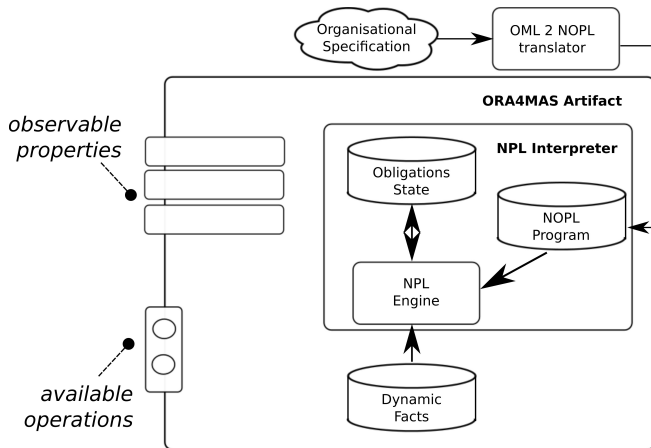 Organisational
Specification
OML 2 NOPL
translator
ORA4MAS Artifact
observable
properties
NPL Interpreter
Obligations
State
NOPL
Program
NPL
Engine
available
operations
Dynamic
Facts